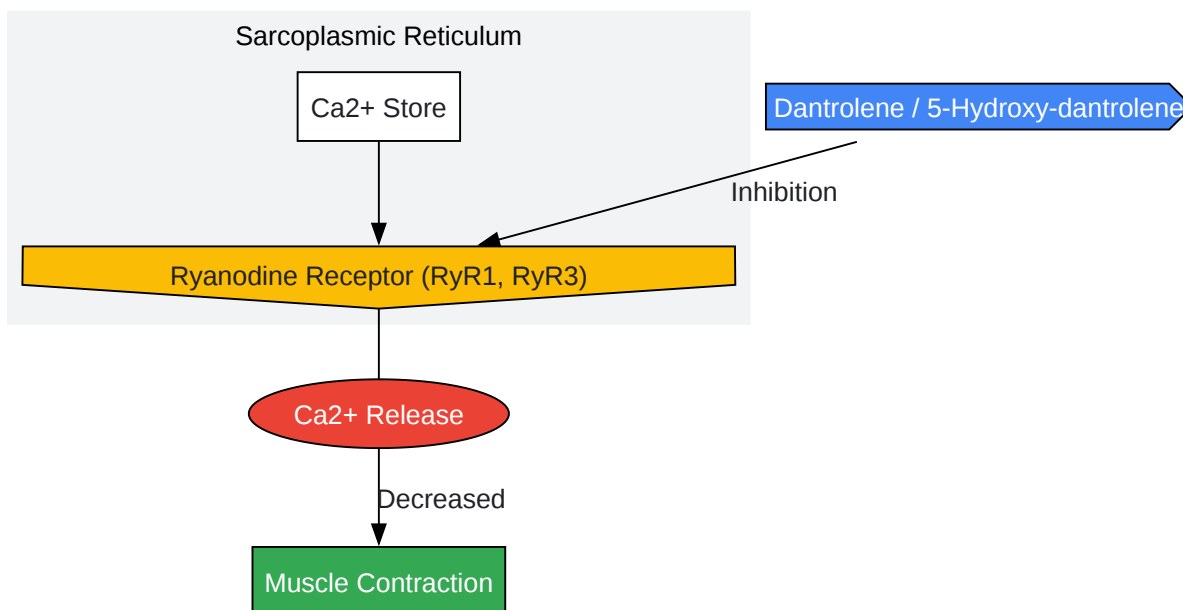 Sarcoplasmic Reticulum
Ca2+ Store
Dantrolene / 5-Hydroxy-dantrolene
Inhibition
Ryanodine Receptor (RyR1, RyR3)
Ca2+ Release
Decreased
Muscle Contraction